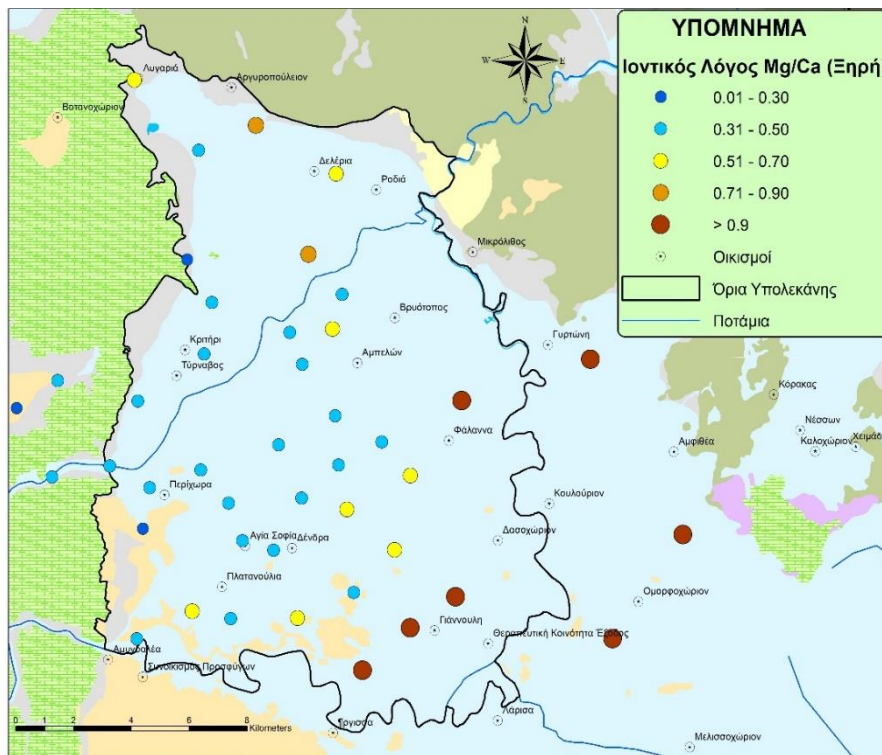 ΥΠΟΜΝΗΜΑ
Ιοντικός Λόγος Mg/Ca (Ξηρή
0.01 - 0.30
0.31 - 0.50
0.51 - 0.70
0.71 - 0.90
> 0.9
Οικισμοί
Όρια Υπολεκάνης
Ποτάμια
N
W E
S
Λυγαριά
Αργυροπούλειον
Βοτανοχώριον
Δελέρια
Ροδιά
Μικρόλιθος
Βρυότοπος
Γυρτώνη
Κριτήρι
Αμπελών
Τύρναβος
Κόρακας
Νέσσων
Φάλαννα
Αμφιθέα
Καλοχώριον
Χειμάδ
Περίχωρα
Κουλούριον
Αγία Σοφία
Δένδρα
Δασοχώριον
Πλατανούλια
Ομορφοχώριον
Γιάννουλη
Θεραπευτική Κοινότητα Έξοδος
Αμυγδαλέα
Συνοικισμός Προσφύγων
Λάρισα
Άργισσα
Μελισσοχώριον
0 2 4 6 8
Kilometers